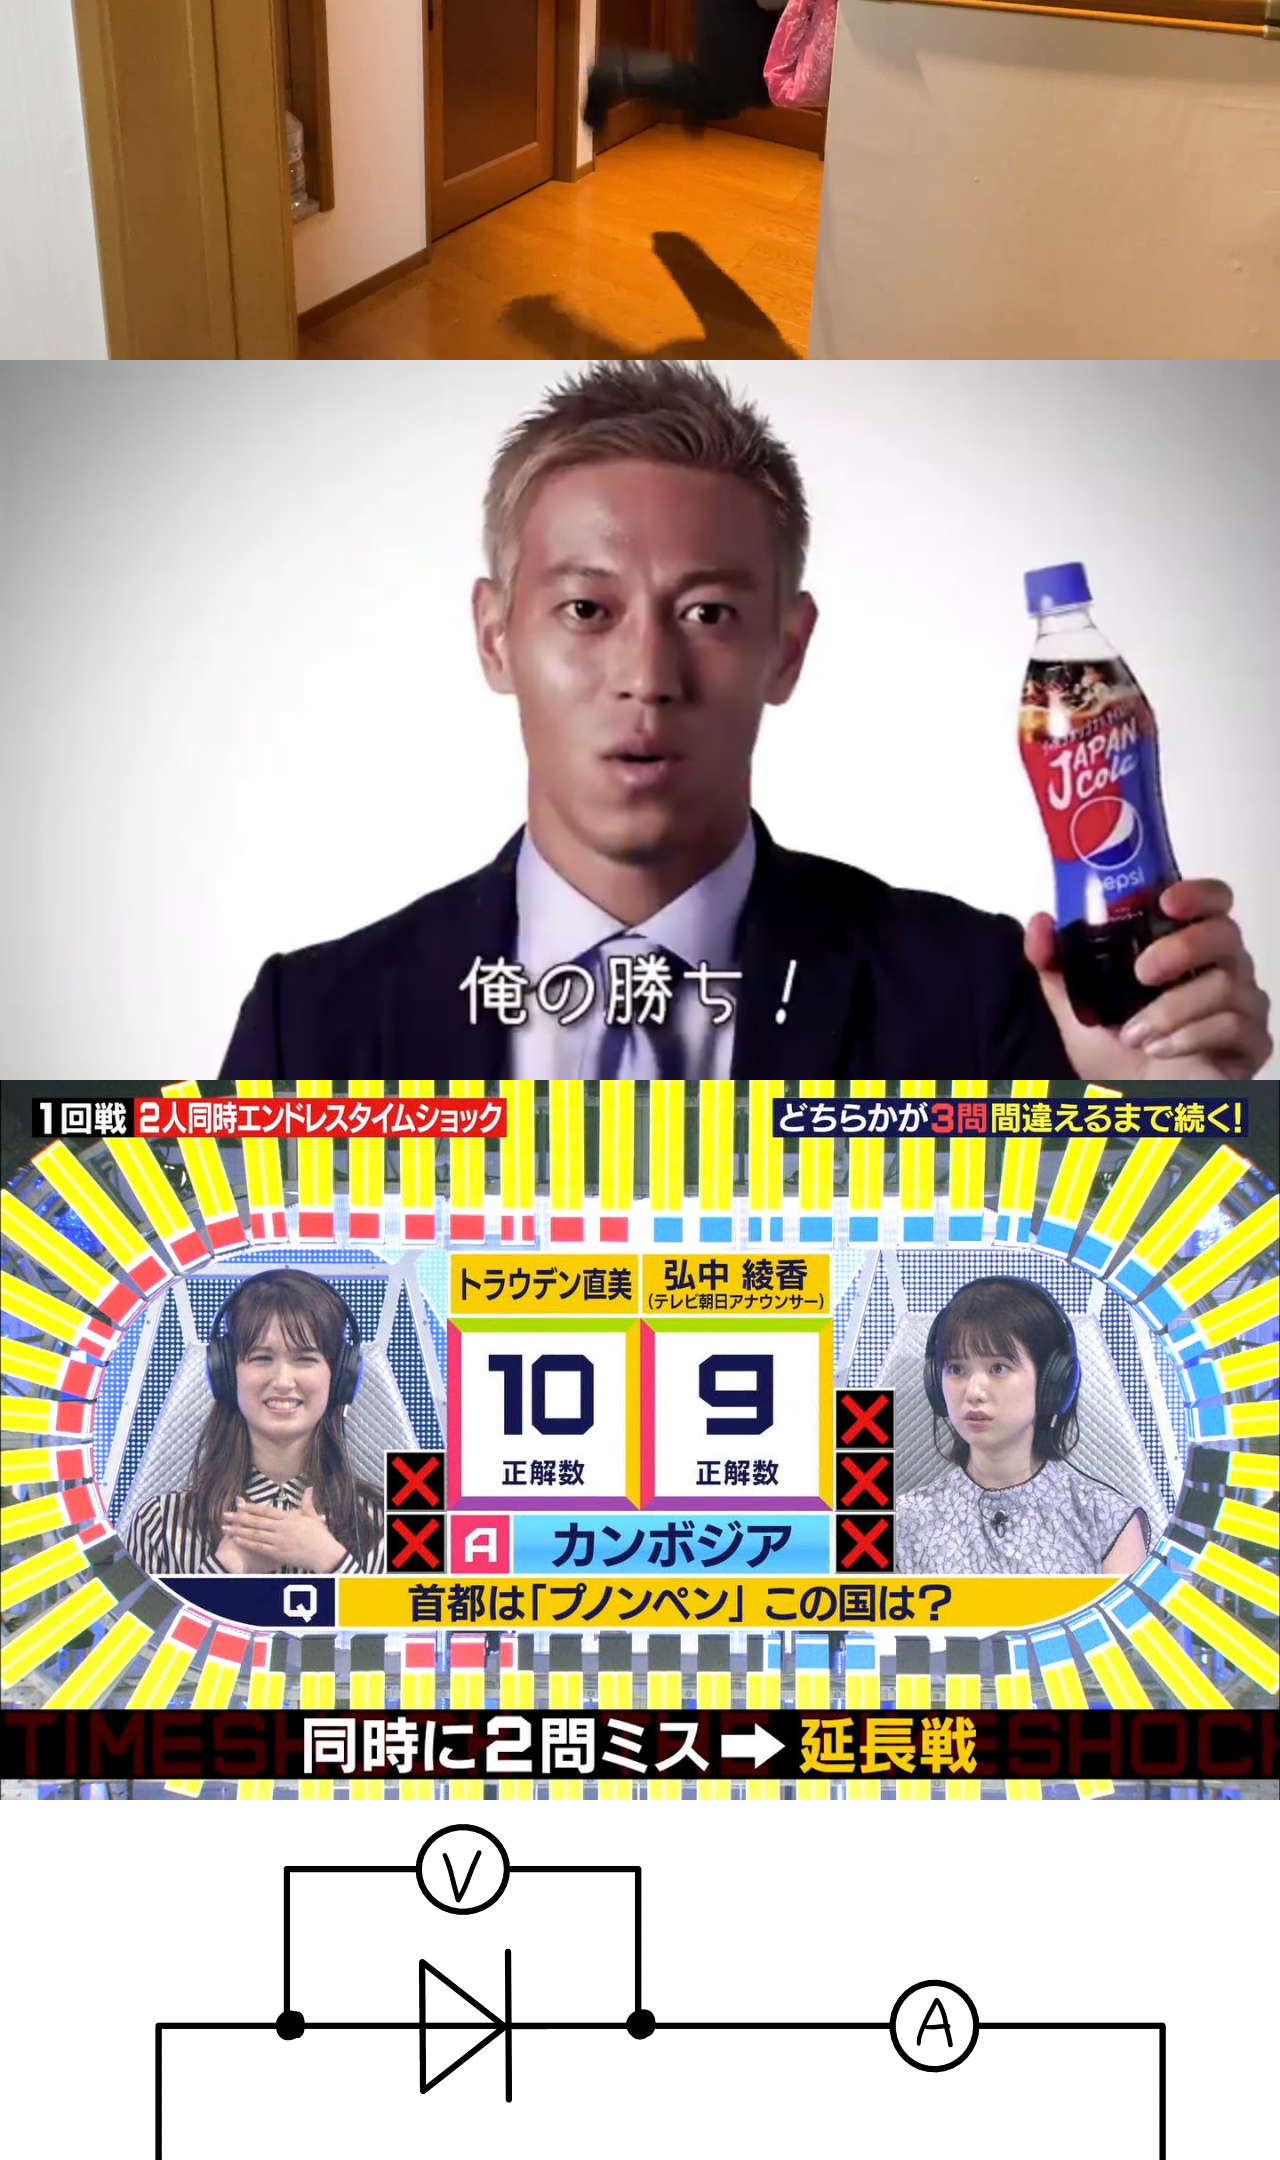 JAPAN
Cola
pepsi
俺の勝ち！
1回戦 2人同時エンドレスタイムショック
どちらかが3問間違えるまで続く!
トラウデン直美
弘中 綾香
(テレビ朝日アナウンサー)
10
9
正解数
正解数
A カンボジア
Q 首都は「プノンペン」この国は?
同時に2問ミス➡延長戦
TIMESH
ESHOCK
V
A